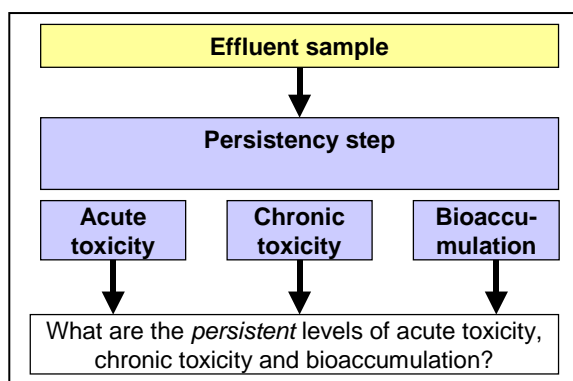 Effluent sample
Persistency step
Acute
toxicity
Chronic
toxicity
Bioaccu-
mulation
What are the persistent levels of acute toxicity,
chronic toxicity and bioaccumulation?